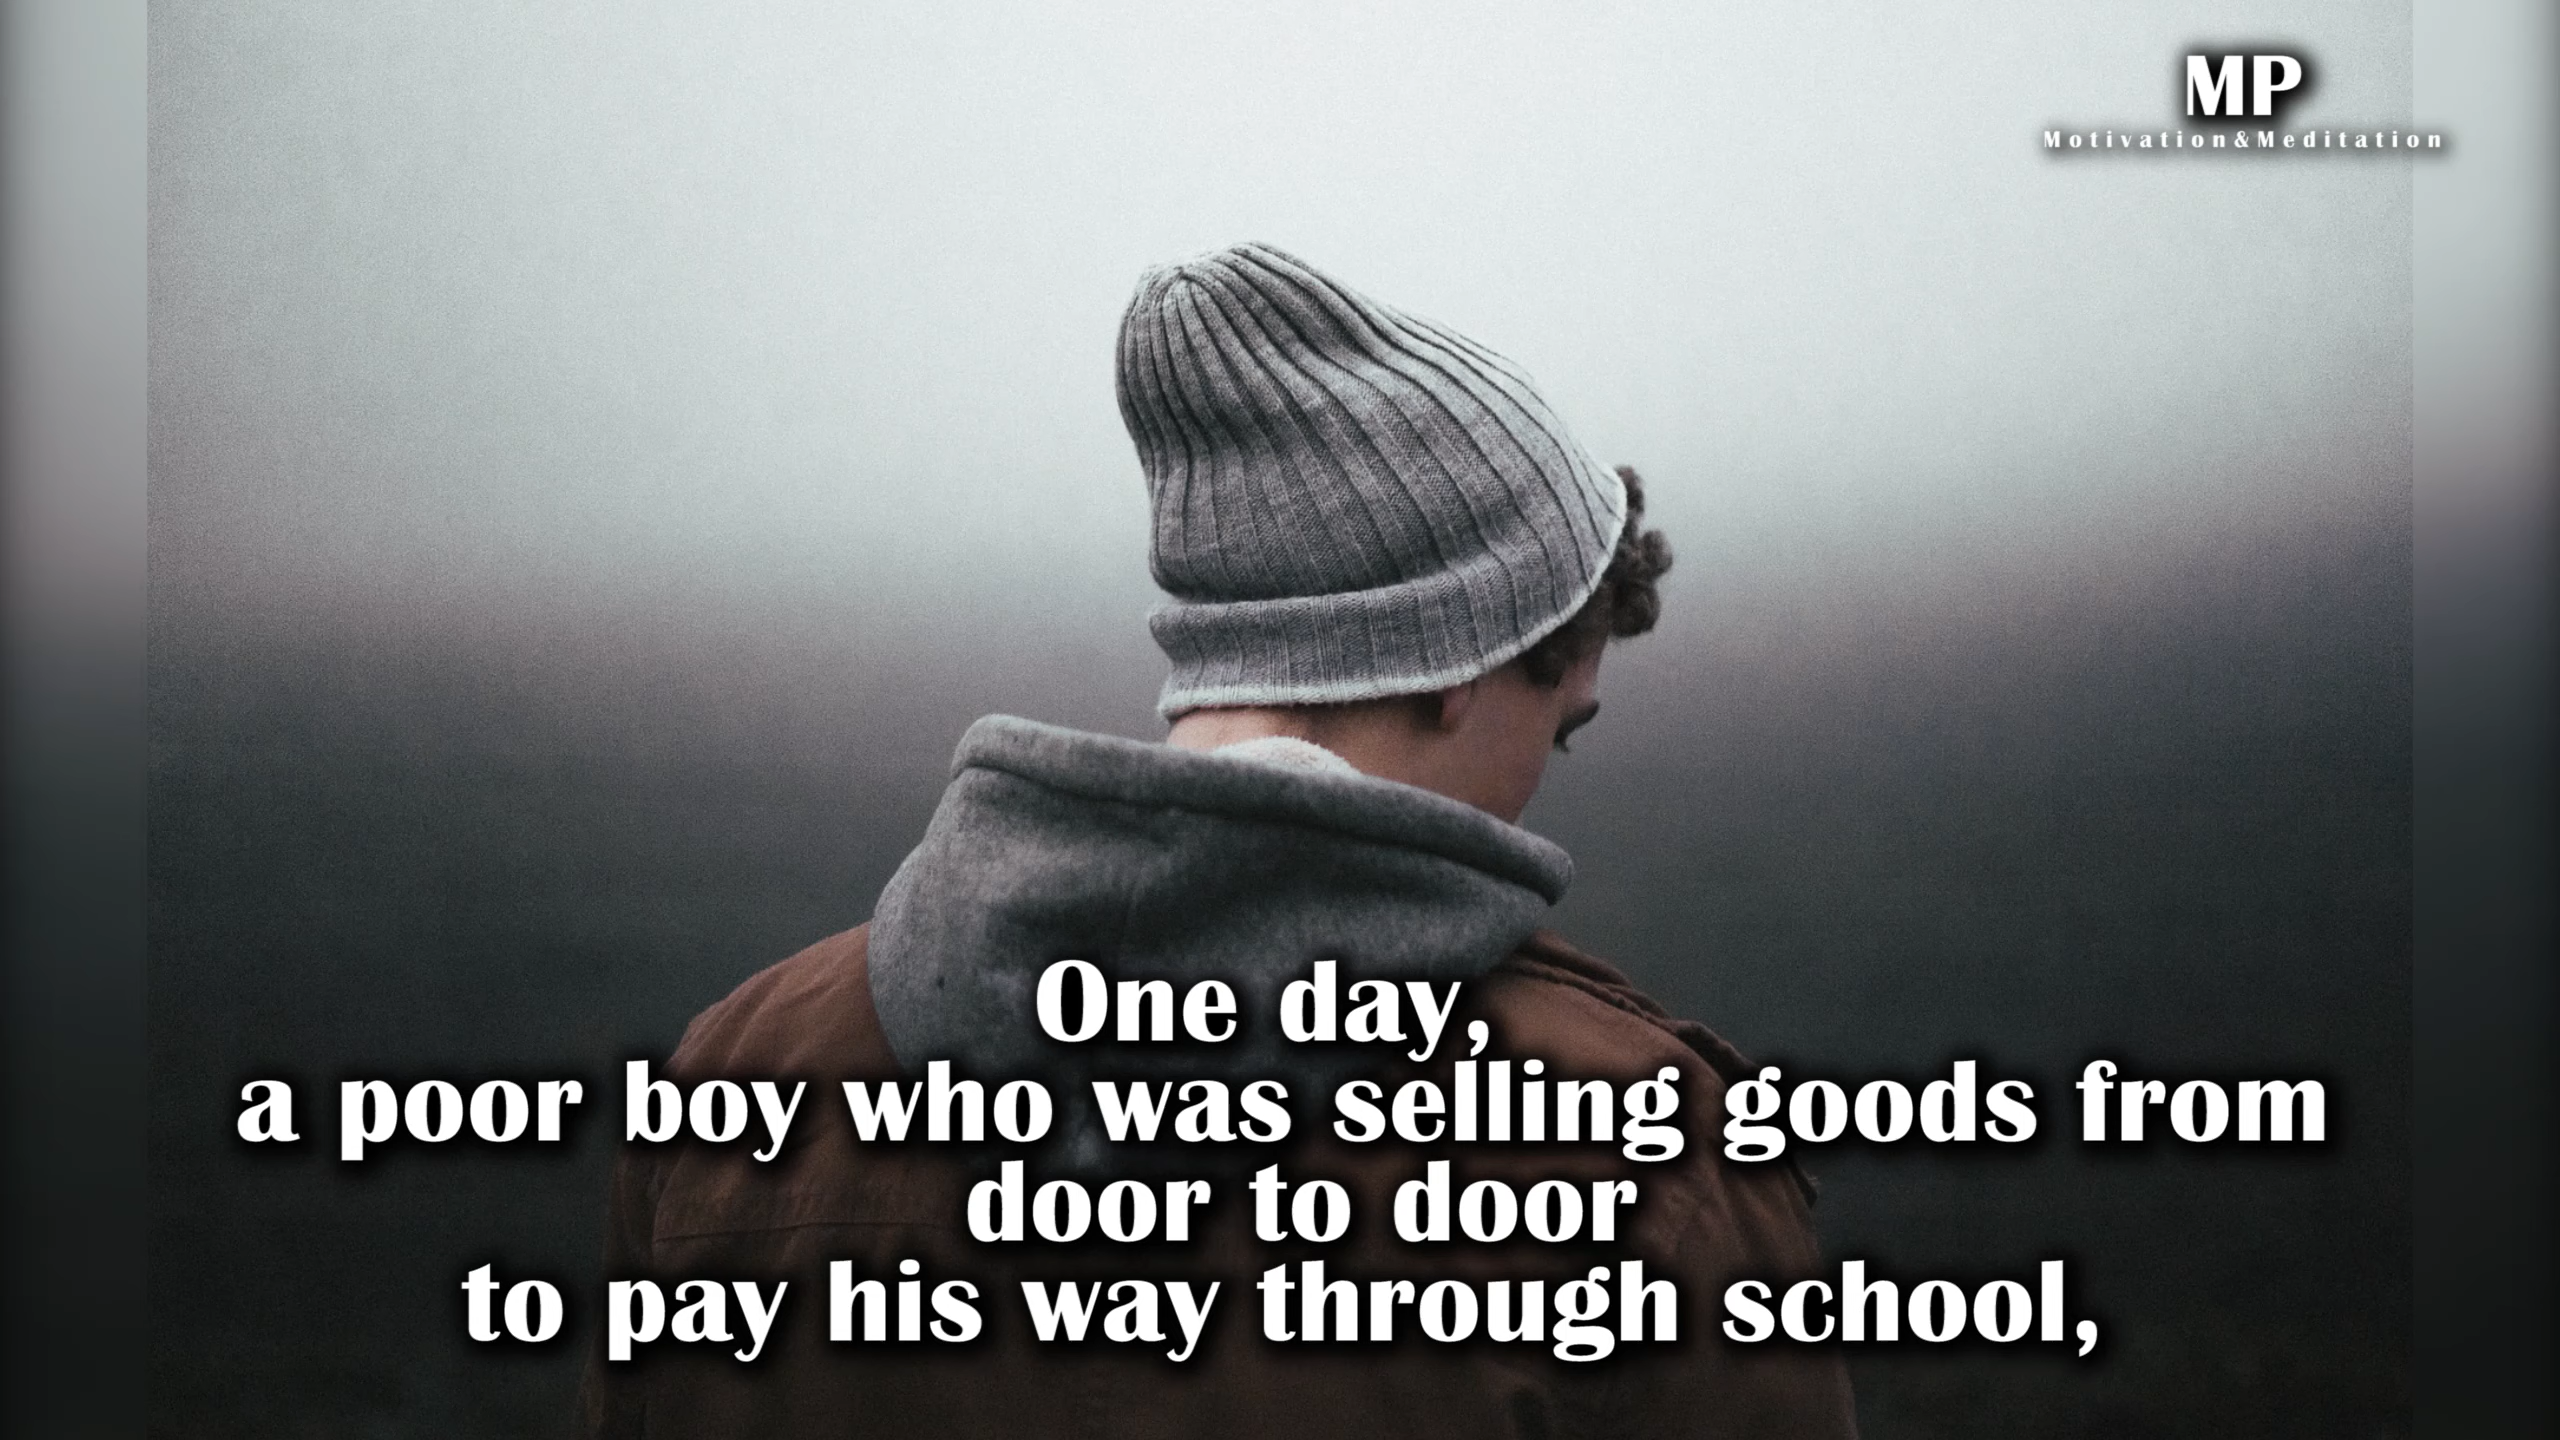 MP
Motivation&Meditation
One day,
a poor boy who was selling goods from
door to door
to pay his way through school,